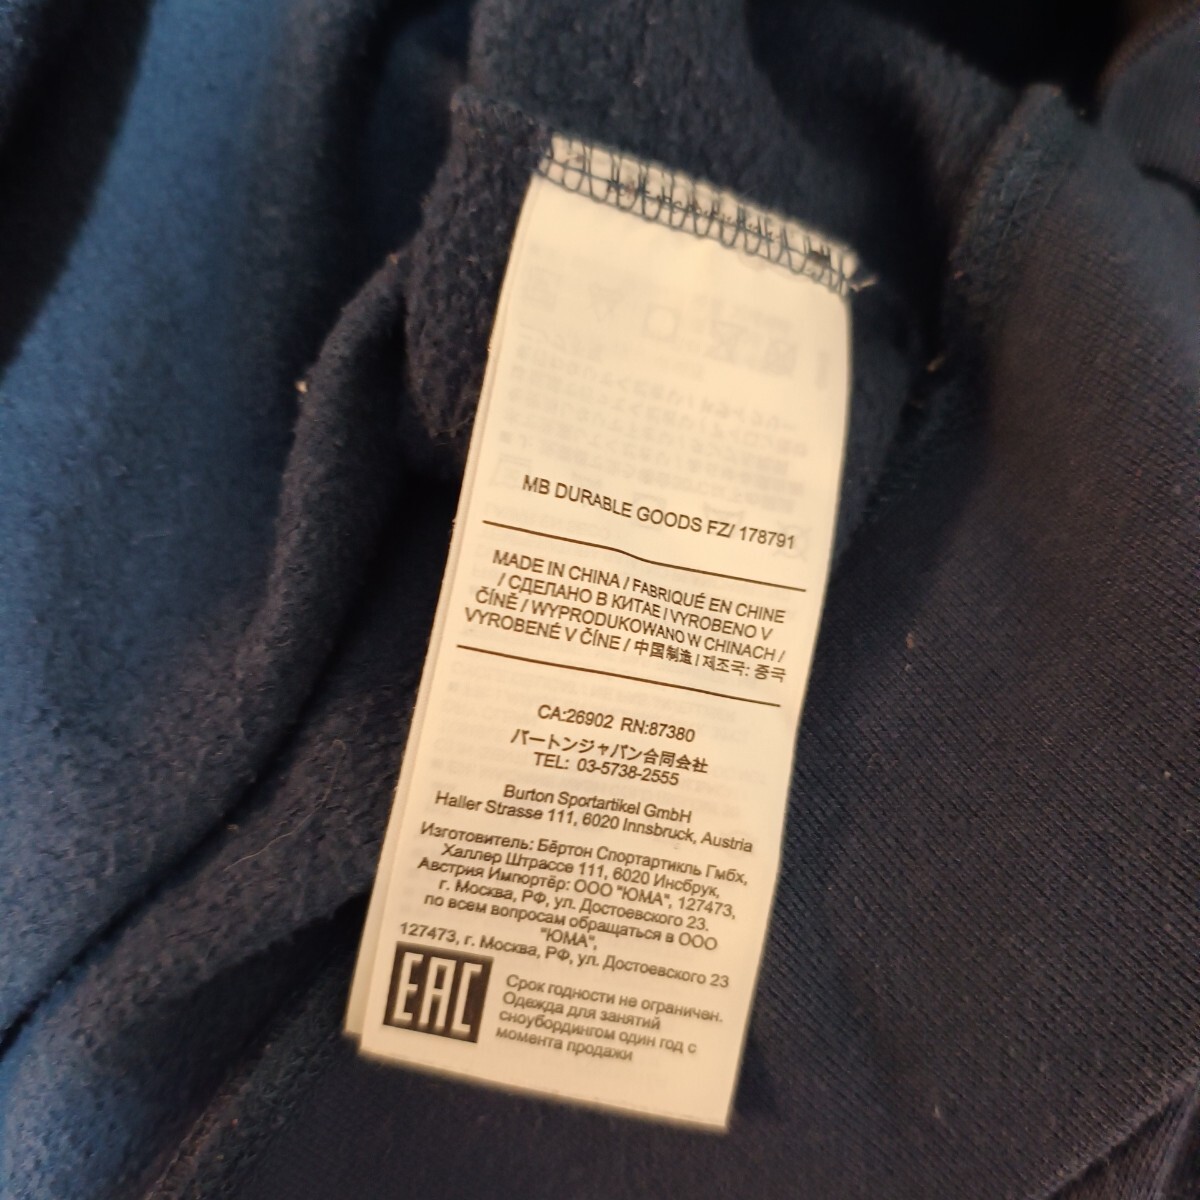 MB DURABLE GOODS FZ/ 178791
MADE IN CHINA / FABRIQUÉ EN CHINE
/ СДЕЛАНО В КИТАЕ / VYROBENO V
ČÍNĚ / WYPRODUKOWANO W CHINACH /
VYROBENÉ V ČÍNE / 中国制造 / 제조국: 중국
CA:26902 RN:87380
バートンジャパン合同会社
TEL: 03-5738-2555
Burton Sportartikel GmbH
Haller Strasse 111, 6020 Innsbruck, Austria
Изготовитель: Бёртон Спортартикль Гмбх,
Халлер Штрассе 111, 6020 Инсбрук,
Австрия Импортёр: ООО "ЮМА", 127473,
г. Москва, РФ, ул. Достоевского 23.
по всем вопросам обращаться в ООО
"ЮМА",
127473, г. Москва, РФ, ул. Достоевского 23
EAC
Срок годности не ограничен.
Одежда для занятий
сноубордингом один год с
момента продажи